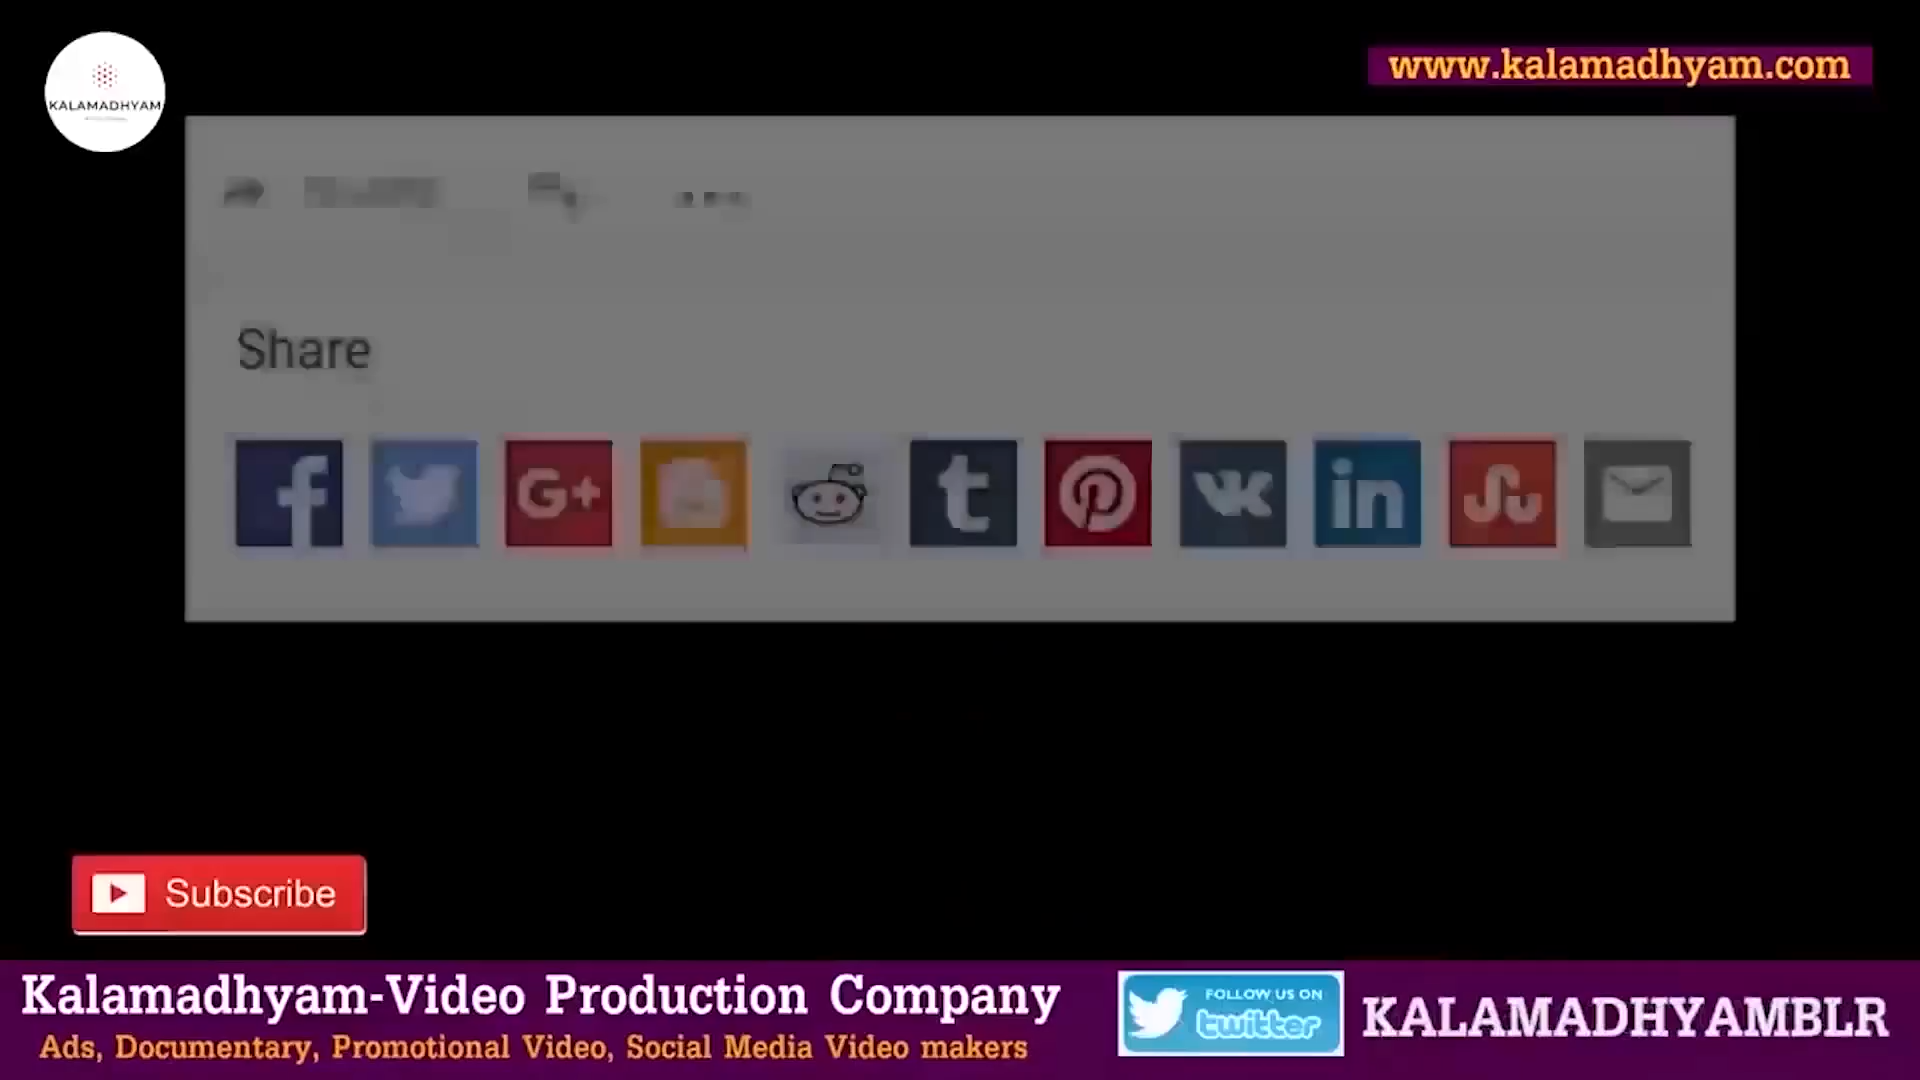 KALAMADHYAM
www.kalamadhyam.com
Share
f
G+
t
in
Subscribe
Kalamadhyam-Video Production Company
Ads, Documentary, Promotional Video, Social Media Video makers
FOLLOW US ON
twitter
KALAMADHYAMBLR